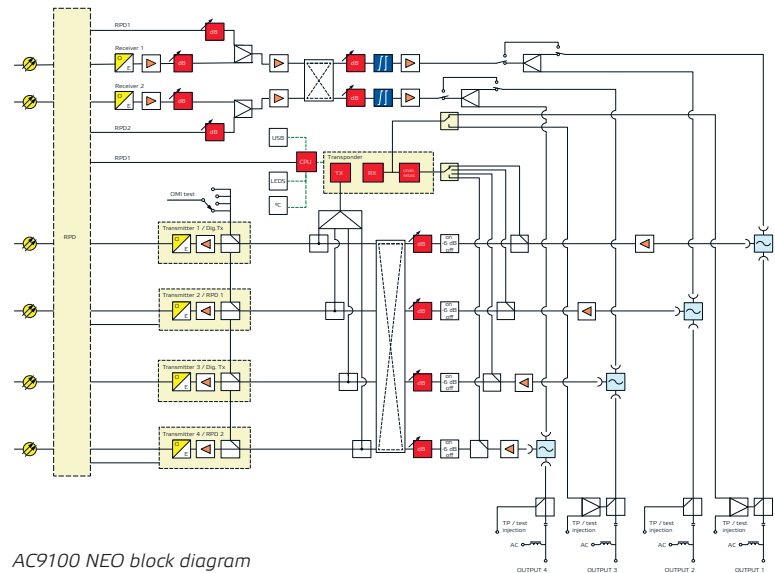 RPD1
dB
Receiver 1
O
E
dB
dB
Receiver 2
O
E
dB
dB
RPD2
dB
USB
RPD1
CPU
LEDS
°C
Transponder
TX
RX
OMI test
RPD
Transmitter 1 / Dig.Tx
O
E
dB
on
-6 dB
off
Transmitter 2 / RPD 1
O
E
dB
on
-6 dB
off
Transmitter 3 / Dig. Tx
O
E
dB
on
-6 dB
off
Transmitter 4 / RPD 2
O
E
dB
on
-6 dB
off
TP / test
injection
AC
OUTPUT 4
TP / test
injection
AC
OUTPUT 3
TP / test
injection
AC
OUTPUT 2
TP / test
injection
AC
OUTPUT 1
AC9100 NEO block diagram